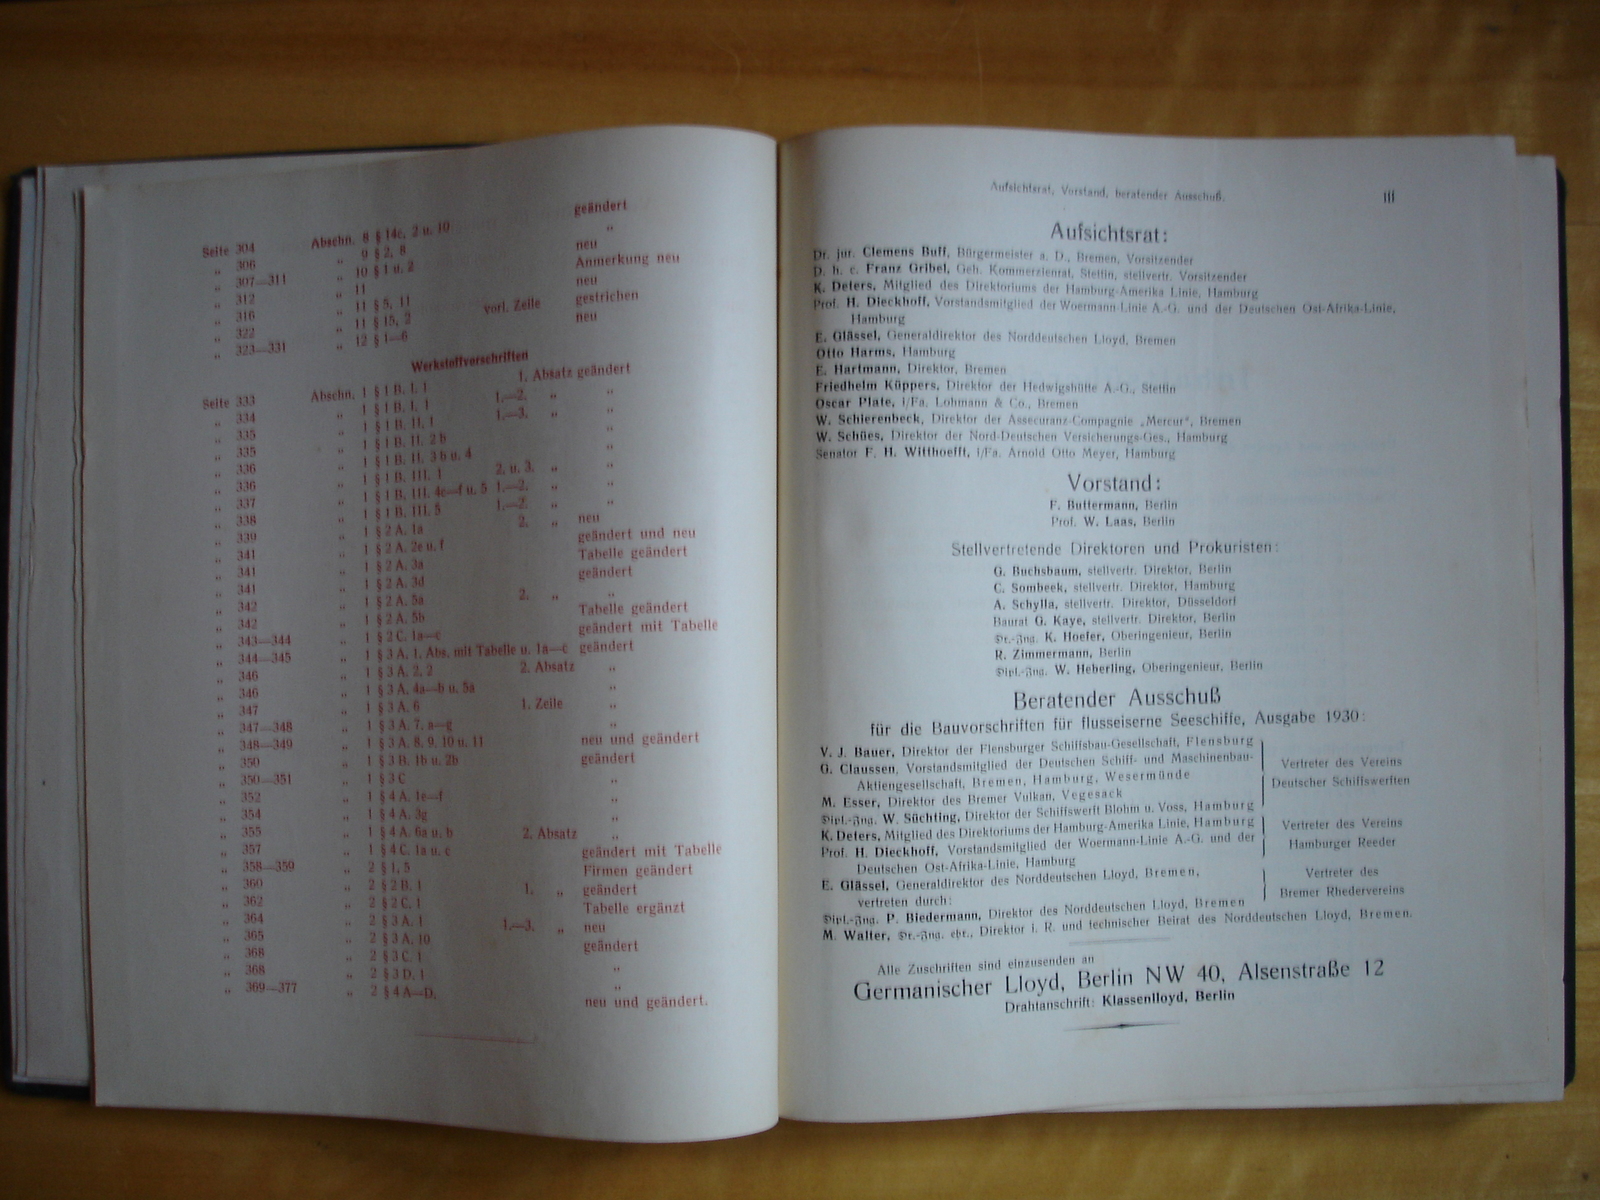 geändert
Seite 304 Abschn. 8 § 14c, 2 u. 10 „
„ 306 „ 9 § 2, 8 neu
„ 307—311 „ 10 § 1 u. 2 Anmerkung neu
„ 312 „ 11 neu
„ 316 „ 11 § 5, 11 vorl. Zeile gestrichen
„ 322 „ 11 § 15, 2 neu
„ 323—331 „ 12 § 1—6
Werkstoffvorschriften
Seite 333 Abschn. 1 § 1 B. I. 1 1. Absatz geändert
„ 334 „ 1 § 1 B. I. 1 1.—2. „ „
„ 335 „ 1 § 1 B. II. 1 1.—3. „ „
„ 335 „ 1 § 1 B. II. 2 b „
„ 336 „ 1 § 1 B. II. 3 b u. 4 „
„ 336 „ 1 § 1 B. III. 1 2. u. 3. „ „
„ 337 „ 1 § 1 B. III. 4e—f u. 5 1.—2. „ „
„ 338 „ 1 § 1 B. III. 5 1.—2. „ „
„ 339 „ 1 § 2 A. 1a 2. „ neu
„ 341 „ 1 § 2 A. 2e u. f geändert und neu
„ 341 „ 1 § 2 A. 3a Tabelle geändert
„ 341 „ 1 § 2 A. 3d geändert
„ 342 „ 1 § 2 A. 5a 2. „ „
„ 342 „ 1 § 2 A. 5b Tabelle geändert
„ 343—344 „ 1 § 2 C. 1a—c geändert mit Tabelle
„ 344—345 „ 1 § 3 A. 1. Abs. mit Tabelle u. 1a—c geändert
„ 346 „ 1 § 3 A. 2, 2 2. Absatz „
„ 346 „ 1 § 3 A. 4a—b u. 5a „
„ 347 „ 1 § 3 A. 6 1. Zeile „
„ 347—348 „ 1 § 3 A. 7, a—g „
„ 348—349 „ 1 § 3 A. 8, 9, 10 u. 11 neu und geändert
„ 350 „ 1 § 3 B. 1b u. 2b geändert
„ 350—351 „ 1 § 3 C „
„ 352 „ 1 § 4 A. 1e—f „
„ 354 „ 1 § 4 A. 3g „
„ 355 „ 1 § 4 A. 6a u. b 2. Absatz „
„ 357 „ 1 § 4 C. 1a u. c geändert mit Tabelle
„ 358—359 „ 2 § 1, 5 Firmen geändert
„ 360 „ 2 § 2 B. 1 1. „ geändert
„ 362 „ 2 § 2 C. 1 Tabelle ergänzt
„ 364 „ 2 § 3 A. 1 1.—3. „ neu
„ 365 „ 2 § 3 A. 10 geändert
„ 368 „ 2 § 3 C. 1 „
„ 368 „ 2 § 3 D. 1 „
„ 369—377 „ 2 § 4 A—D. neu und geändert.
Aufsichtsrat, Vorstand, beratender Ausschuß. III
Aufsichtsrat:
Dr. jur. Clemens Buff, Bürgermeister a. D., Bremen, Vorsitzender
D. h. c. Franz Gribel, Geh. Kommerzienrat, Stettin, stellvertr. Vorsitzender
K. Deters, Mitglied des Direktoriums der Hamburg-Amerika Linie, Hamburg
Prof. H. Dieckhoff, Vorstandsmitglied der Woermann-Linie A.-G. und der Deutschen Ost-Afrika-Linie,
Hamburg
E. Glässel, Generaldirektor des Norddeutschen Lloyd, Bremen
Otto Harms, Hamburg
E. Hartmann, Direktor, Bremen
Friedhelm Küppers, Direktor der Hedwigshütte A.-G., Stettin
Oscar Plate, i/Fa. Lohmann & Co., Bremen
W. Schierenbeck, Direktor der Assecuranz-Compagnie „Mercur“, Bremen
W. Schües, Direktor der Nord-Deutschen Versicherungs-Ges., Hamburg
Senator F. H. Witthoefft, i/Fa. Arnold Otto Meyer, Hamburg
Vorstand:
F. Buttermann, Berlin
Prof. W. Laas, Berlin
Stellvertretende Direktoren und Prokuristen:
G. Buchsbaum, stellvertr. Direktor, Berlin
C. Sombeek, stellvertr. Direktor, Hamburg
A. Schylla, stellvertr. Direktor, Düsseldorf
Baurat G. Kaye, stellvertr. Direktor, Berlin
Dr.-Ing. K. Hoefer, Oberingenieur, Berlin
R. Zimmermann, Berlin
Dipl.-Ing. W. Heberling, Oberingenieur, Berlin
Beratender Ausschuß
für die Bauvorschriften für flusseiserne Seeschiffe, Ausgabe 1930:
V. J. Bauer, Direktor der Flensburger Schiffsbau-Gesellschaft, Flensburg
G. Claussen, Vorstandsmitglied der Deutschen Schiff- und Maschinenbau- Vertreter des Vereins
Aktiengesellschaft, Bremen, Hamburg, Wesermünde Deutscher Schiffswerften
M. Esser, Direktor des Bremer Vulkan, Vegesack
Dipl.-Ing. W. Süchting, Direktor der Schiffswerft Blohm u. Voss, Hamburg
K. Deters, Mitglied des Direktoriums der Hamburg-Amerika Linie, Hamburg Vertreter des Vereins
Prof. H. Dieckhoff, Vorstandsmitglied der Woermann-Linie A.-G. und der Hamburger Reeder
Deutschen Ost-Afrika-Linie, Hamburg
E. Glässel, Generaldirektor des Norddeutschen Lloyd, Bremen, Vertreter des
vertreten durch: Bremer Rhedervereins
Dipl.-Ing. P. Biedermann, Direktor des Norddeutschen Lloyd, Bremen
M. Walter, Dr.-Ing. ehr., Direktor i. R. und technischer Beirat des Norddeutschen Lloyd, Bremen.
Alle Zuschriften sind einzusenden an
Germanischer Lloyd, Berlin NW 40, Alsenstraße 12
Drahtanschrift: Klassenlloyd, Berlin